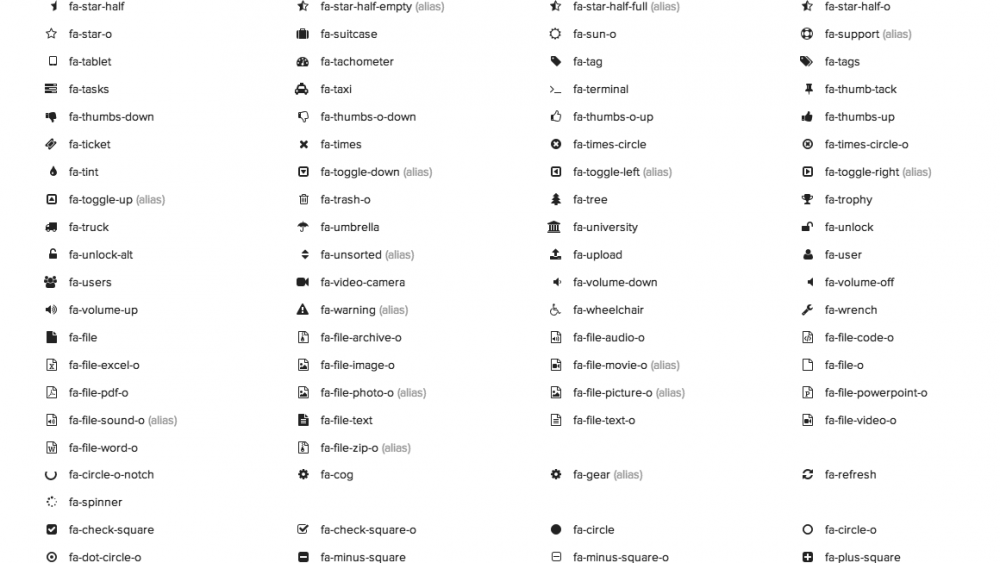 fa-star-half fa-star-half-empty (alias) fa-star-half-full (alias) fa-star-half-o
fa-star-o fa-suitcase fa-sun-o fa-support (alias)
fa-tablet fa-tachometer fa-tag fa-tags
fa-tasks fa-taxi fa-terminal fa-thumb-tack
fa-thumbs-down fa-thumbs-o-down fa-thumbs-o-up fa-thumbs-up
fa-ticket fa-times fa-times-circle fa-times-circle-o
fa-tint fa-toggle-down (alias) fa-toggle-left (alias) fa-toggle-right (alias)
fa-toggle-up (alias) fa-trash-o fa-tree fa-trophy
fa-truck fa-umbrella fa-university fa-unlock
fa-unlock-alt fa-unsorted (alias) fa-upload fa-user
fa-users fa-video-camera fa-volume-down fa-volume-off
fa-volume-up fa-warning (alias) fa-wheelchair fa-wrench
fa-file fa-file-archive-o fa-file-audio-o fa-file-code-o
fa-file-excel-o fa-file-image-o fa-file-movie-o (alias) fa-file-o
fa-file-pdf-o fa-file-photo-o (alias) fa-file-picture-o (alias) fa-file-powerpoint-o
fa-file-sound-o (alias) fa-file-text fa-file-text-o fa-file-video-o
fa-file-word-o fa-file-zip-o (alias)
fa-circle-o-notch fa-cog fa-gear (alias) fa-refresh
fa-spinner
fa-check-square fa-check-square-o fa-circle fa-circle-o
fa-dot-circle-o fa-minus-square fa-minus-square-o fa-plus-square